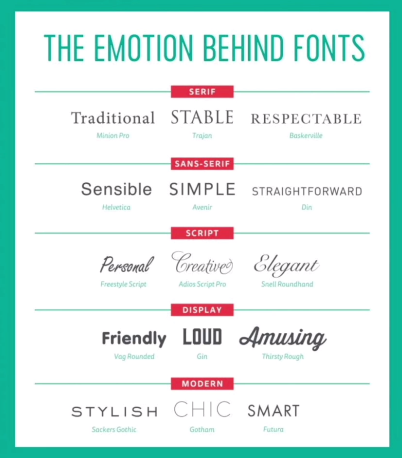 THE EMOTION BEHIND FONTS
SERIF
Traditional STABLE RESPECTABLE
Minion Pro Trajan Baskerville
SANS-SERIF
Sensible SIMPLE STRAIGHTFORWARD
Helvetica Avenir Din
SCRIPT
Personal Creative Elegant
Freestyle Script Adios Script Pro Snell Roundhand
DISPLAY
Friendly LOUD Amusing
Vag Rounded Gin Thirsty Rough
MODERN
STYLISH CHIC SMART
Sackers Gothic Gotham Futura